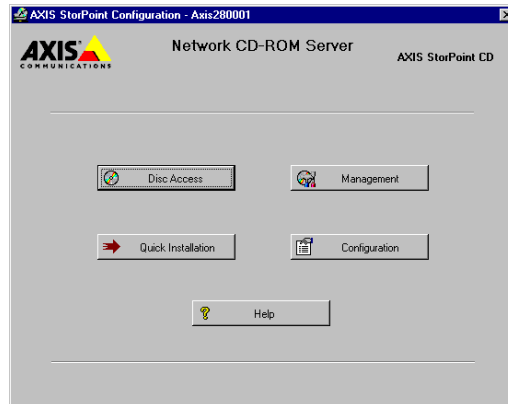 AXIS StorPoint Configuration - Axis280001
AXIS
COMMUNICATIONS
Network CD-ROM Server
AXIS StorPoint CD
Disc Access
Management
Quick Installation
Configuration
Help